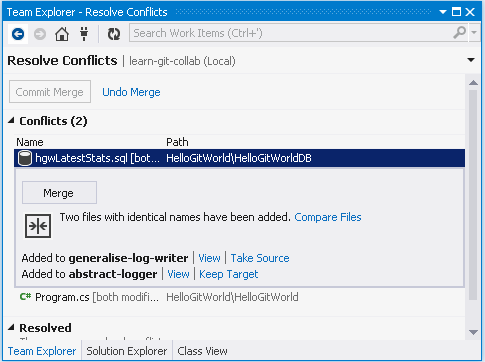 Team Explorer - Resolve Conflicts
Search Work Items (Ctrl+')
Resolve Conflicts | learn-git-collab (Local)
Commit Merge Undo Merge
Conflicts (2)
Name Path
hgwLatestStats.sql [bot... HelloGitWorld\HelloGitWorldDB
Merge
Two files with identical names have been added. Compare Files
Added to generalise-log-writer | View | Take Source
Added to abstract-logger | View | Keep Target
C# Program.cs [both modifi... HelloGitWorld\HelloGitWorld
Resolved
Team Explorer Solution Explorer Class View